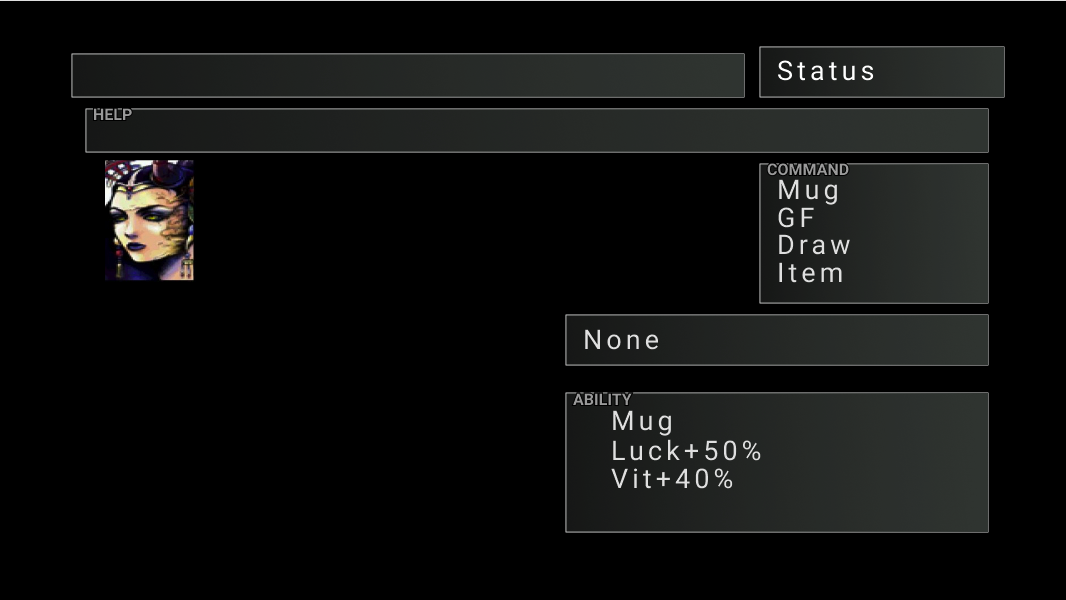 Status
HELP
COMMAND
Mug
GF
Draw
Item
None
ABILITY
Mug
Luck+50%
Vit+40%